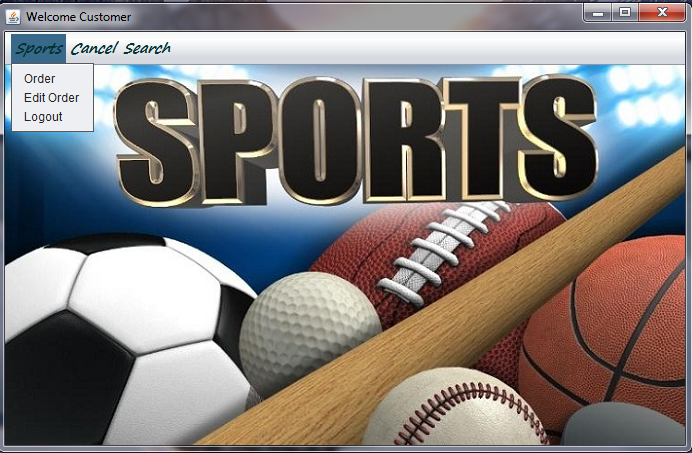 Welcome Customer
Sports Cancel Search
Order
Edit Order
Logout
SPORTS